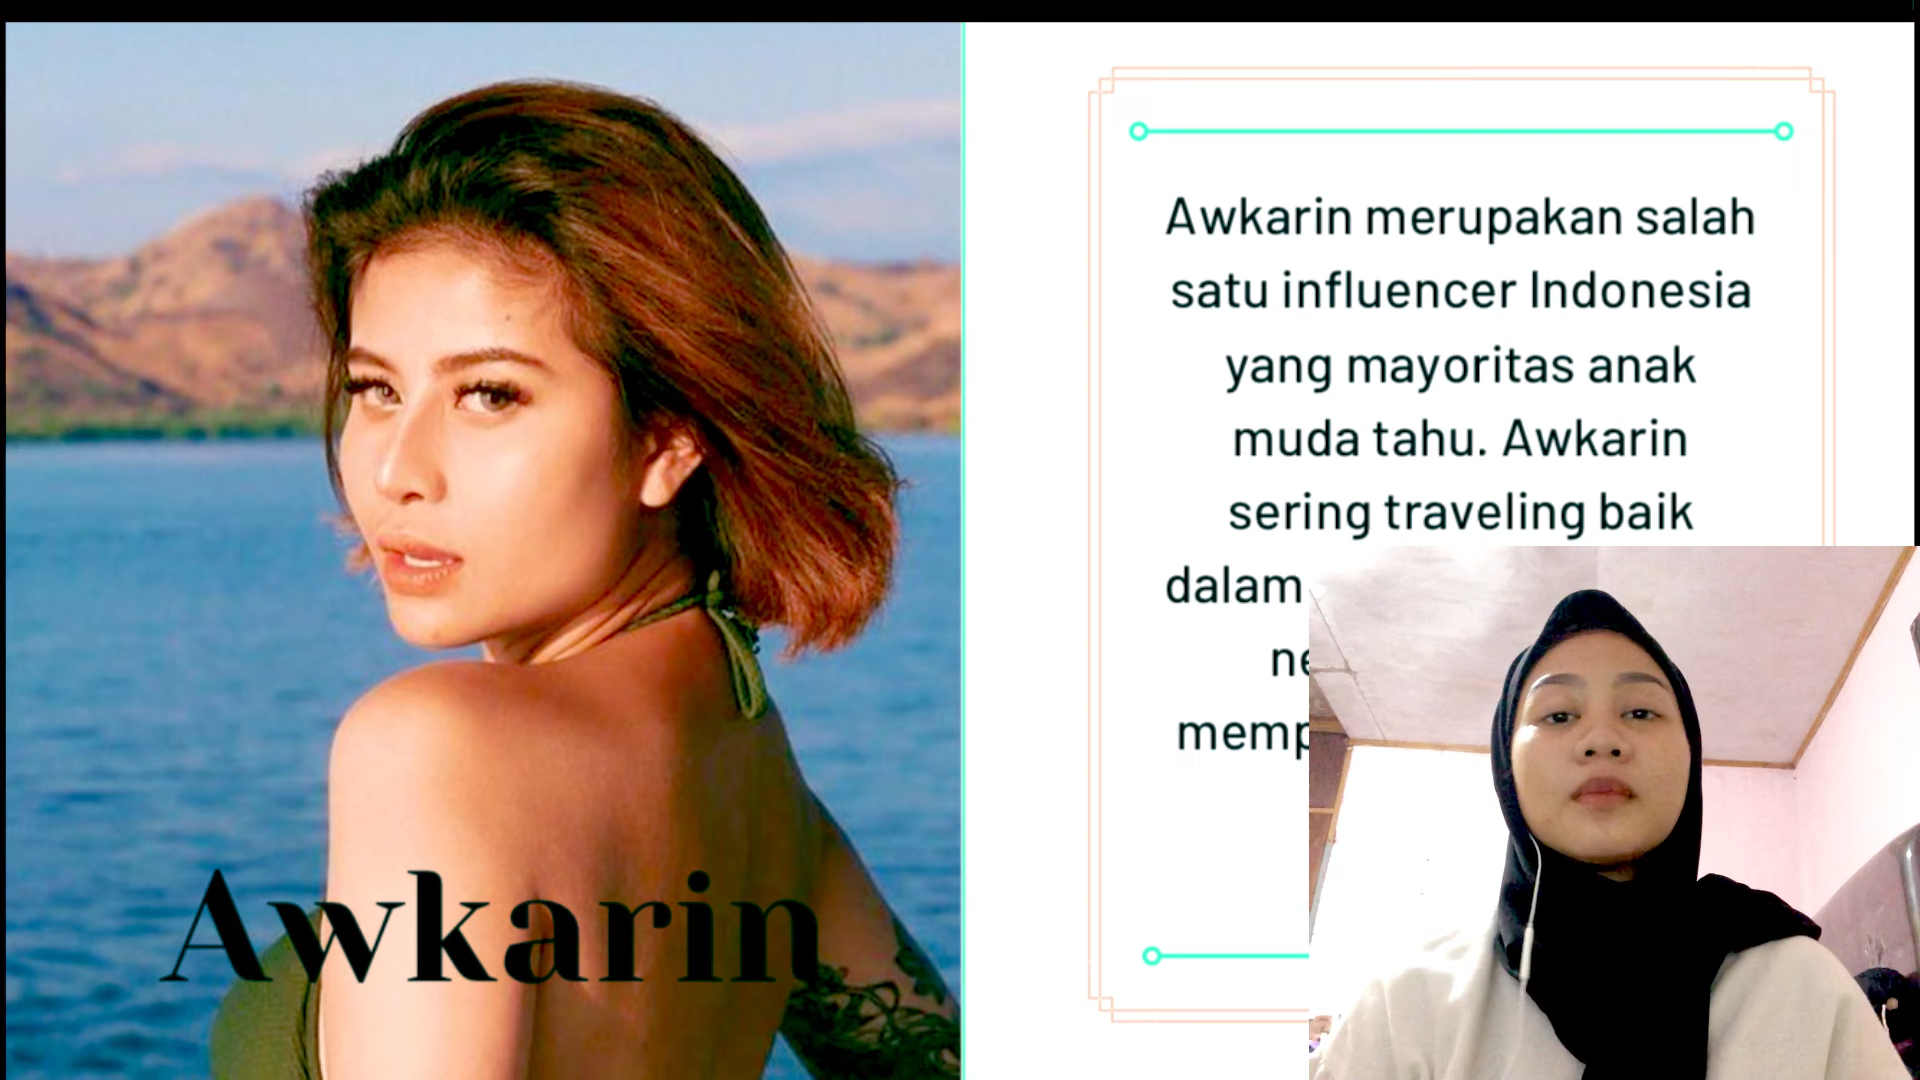 Awkarin
Awkarin merupakan salah
satu influencer Indonesia
yang mayoritas anak
muda tahu. Awkarin
sering traveling baik
dalam